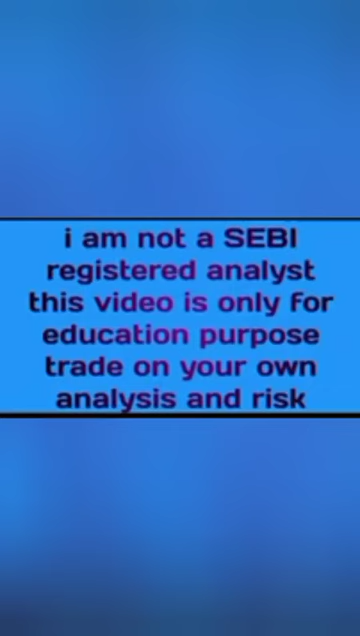 i am not a SEBI
registered analyst
this video is only for
education purpose
trade on your own
analysis and risk